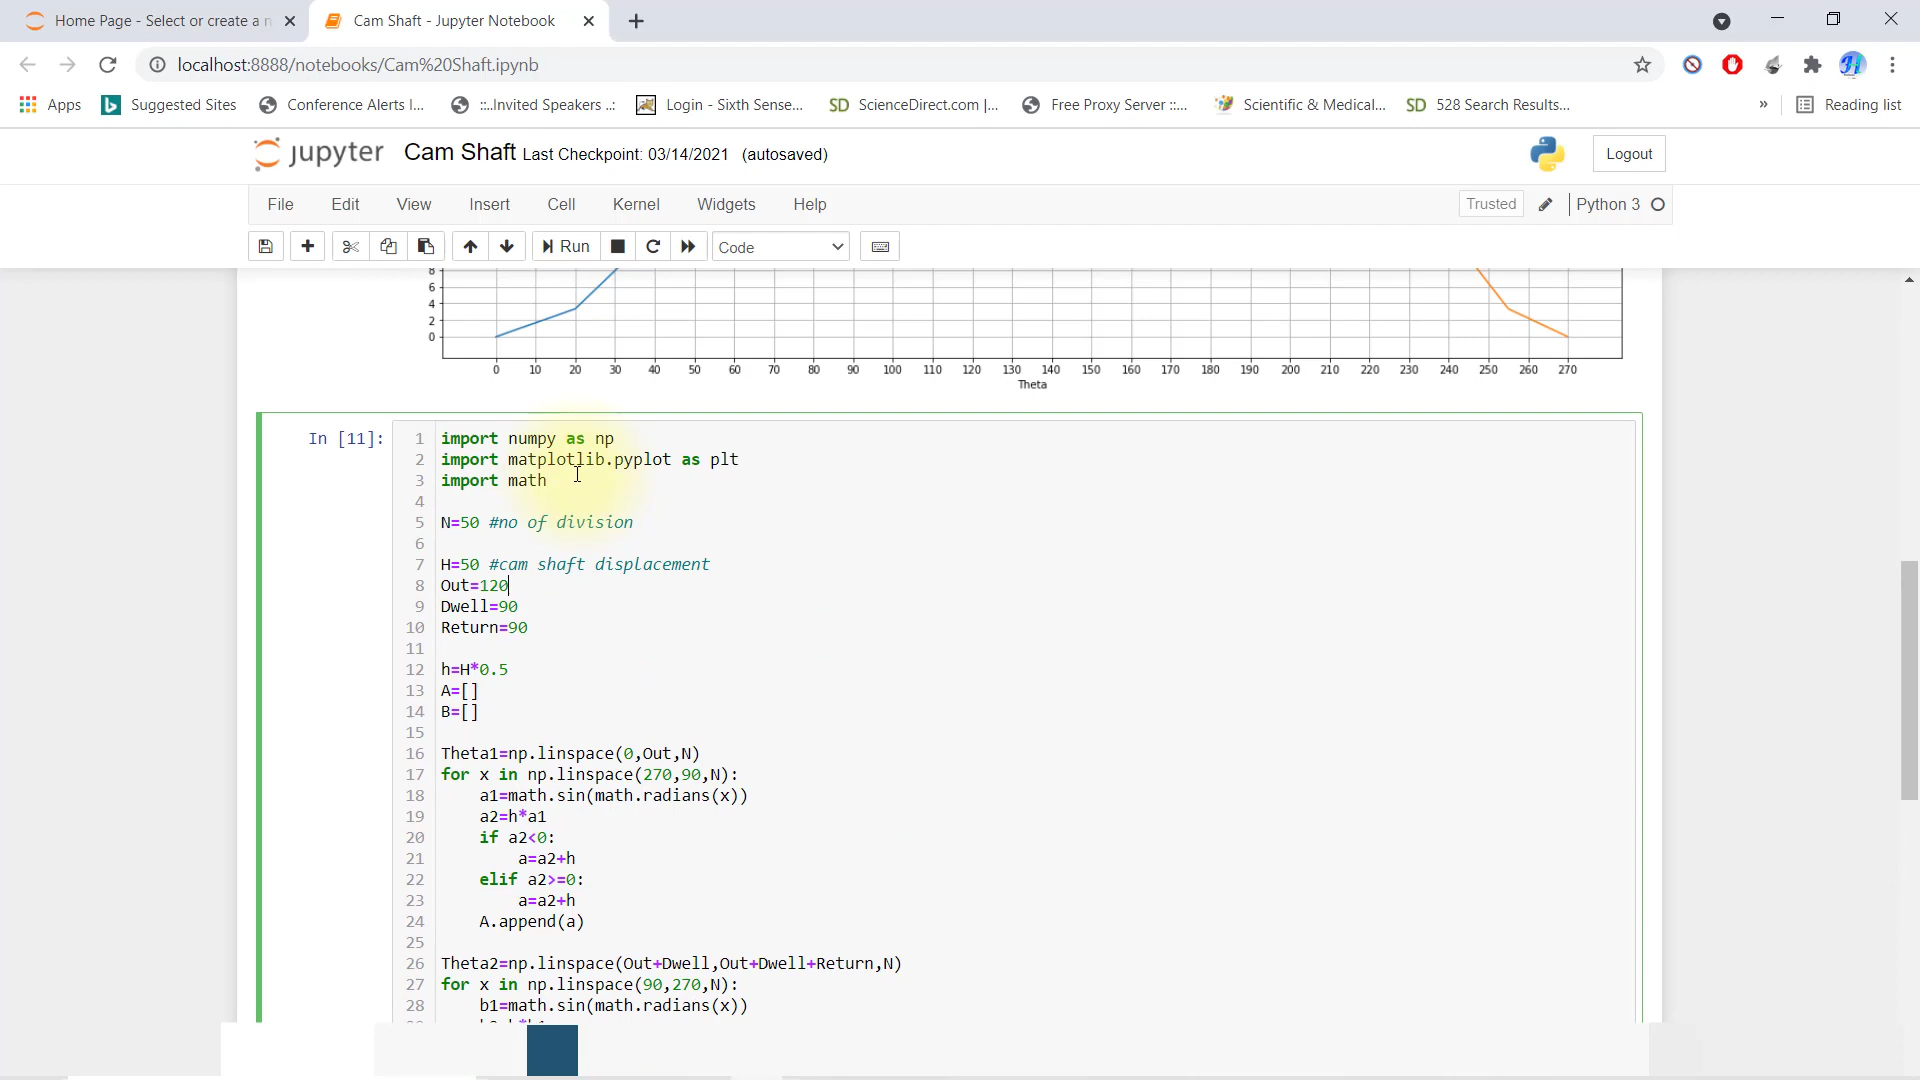 Home Page - Select or create a n
Cam Shaft - Jupyter Notebook
localhost:8888/notebooks/Cam%20Shaft.ipynb
Apps
Suggested Sites
Conference Alerts I...
::..Invited Speakers ..:
Login - Sixth Sense...
SD ScienceDirect.com |...
Free Proxy Server ::...
Scientific & Medical...
SD 528 Search Results...
»
Reading list
jupyter Cam Shaft Last Checkpoint: 03/14/2021 (autosaved)
Logout
File Edit View Insert Cell Kernel Widgets Help
Trusted
Python 3
Run
Code
8
6
4
2
0
0 10 20 30 40 50 60 70 80 90 100 110 120 130 140 150 160 170 180 190 200 210 220 230 240 250 260 270
Theta
In [11]:
1 import numpy as np
2 import matplotlib.pyplot as plt
3 import math
4
5 N=50 #no of division
6
7 H=50 #cam shaft displacement
8 Out=120
9 Dwell=90
10 Return=90
11
12 h=H*0.5
13 A=[]
14 B=[]
15
16 Theta1=np.linspace(0,Out,N)
17 for x in np.linspace(270,90,N):
18 a1=math.sin(math.radians(x))
19 a2=h*a1
20 if a2<0:
21 a=a2+h
22 elif a2>=0:
23 a=a2+h
24 A.append(a)
25
26 Theta2=np.linspace(Out+Dwell,Out+Dwell+Return,N)
27 for x in np.linspace(90,270,N):
28 b1=math.sin(math.radians(x))